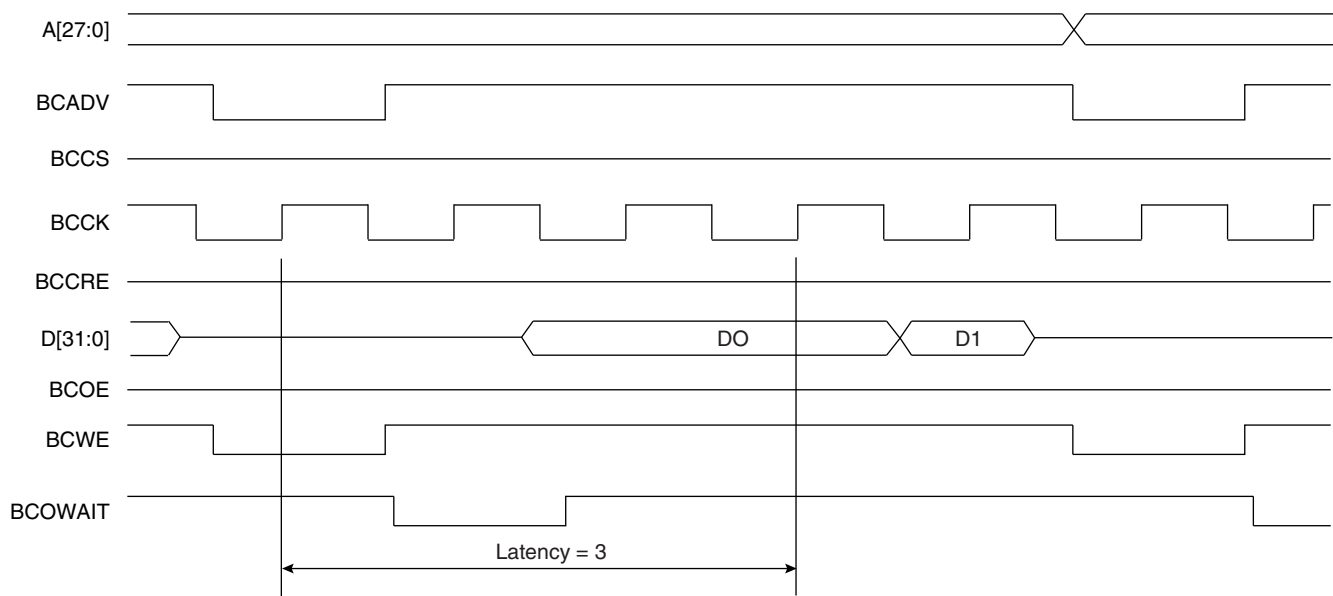 A[27:0]
BCADV
BCCS
BCCK
BCCRE
D[31:0]
DO
D1
BCOE
BCWE
BCOWAIT
Latency = 3